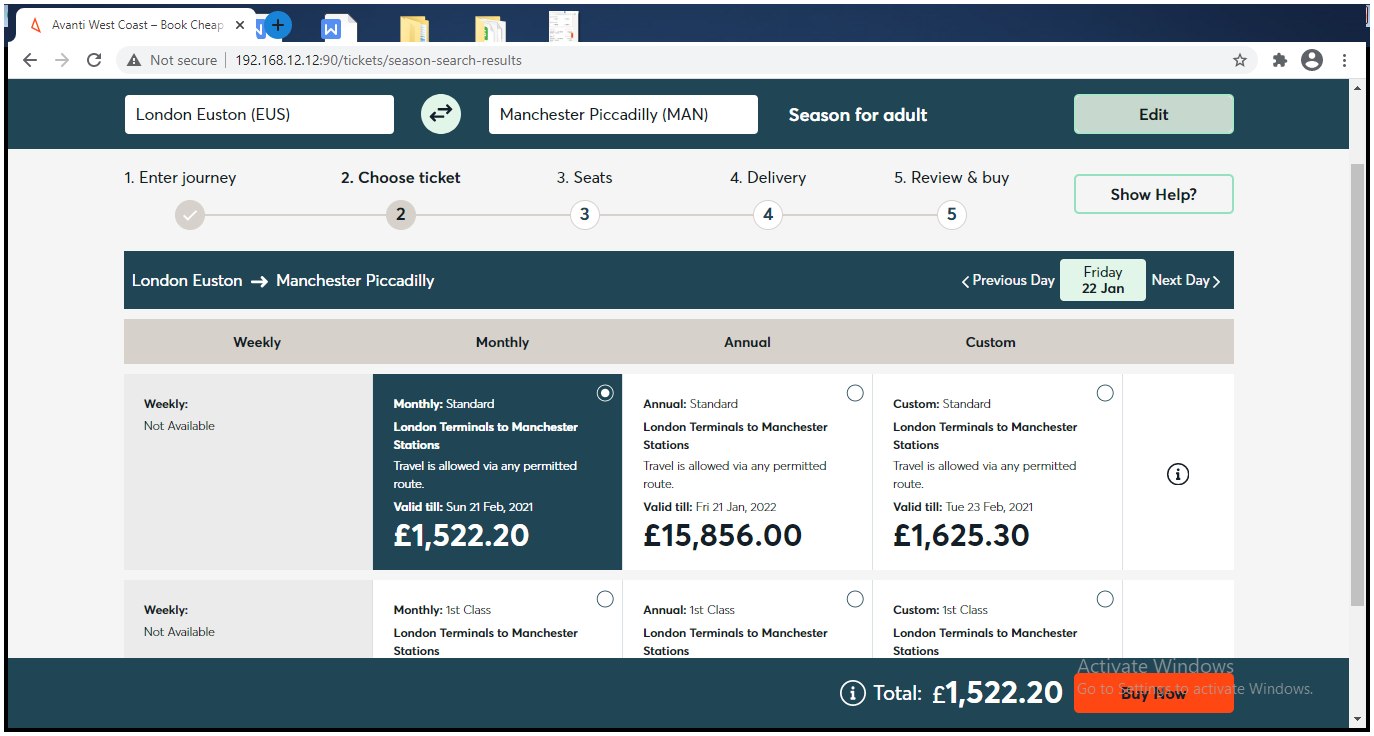 Avanti West Coast – Book Cheap
Not secure | 192.168.12.12:90/tickets/season-search-results
London Euston (EUS)
Manchester Piccadilly (MAN)
Season for adult
Edit
1. Enter journey
2. Choose ticket
3. Seats
4. Delivery
5. Review & buy
2
3
4
5
Show Help?
London Euston → Manchester Piccadilly
Previous Day
Friday
22 Jan
Next Day
Weekly
Monthly
Annual
Custom
Weekly:
Not Available
Monthly: Standard
London Terminals to Manchester
Stations
Travel is allowed via any permitted
route.
Valid till: Sun 21 Feb, 2021
£1,522.20
Annual: Standard
London Terminals to Manchester
Stations
Travel is allowed via any permitted
route.
Valid till: Fri 21 Jan, 2022
£15,856.00
Custom: Standard
London Terminals to Manchester
Stations
Travel is allowed via any permitted
route.
Valid till: Tue 23 Feb, 2021
£1,625.30
Weekly:
Not Available
Monthly: 1st Class
London Terminals to Manchester
Stations
Annual: 1st Class
London Terminals to Manchester
Stations
Custom: 1st Class
London Terminals to Manchester
Stations
Total: £1,522.20
Buy Now
Activate Windows
Go to Settings to activate Windows.